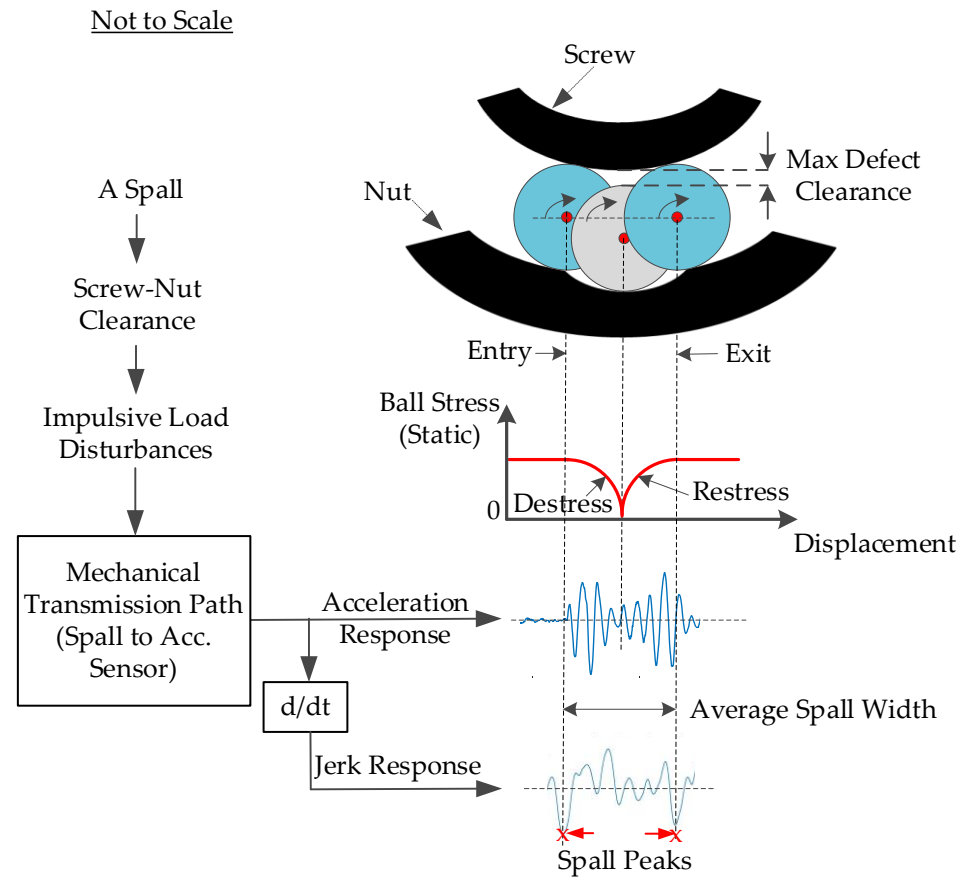 Not to Scale
Screw
Max Defect
Clearance
Nut
A Spall
Screw-Nut
Clearance
Entry
Exit
Impulsive Load
Disturbances
Ball Stress
(Static)
Destress
Restress
0
Displacement
Mechanical
Transmission Path
(Spall to Acc.
Sensor)
Acceleration
Response
d/dt
Average Spall Width
Jerk Response
x
x
Spall Peaks